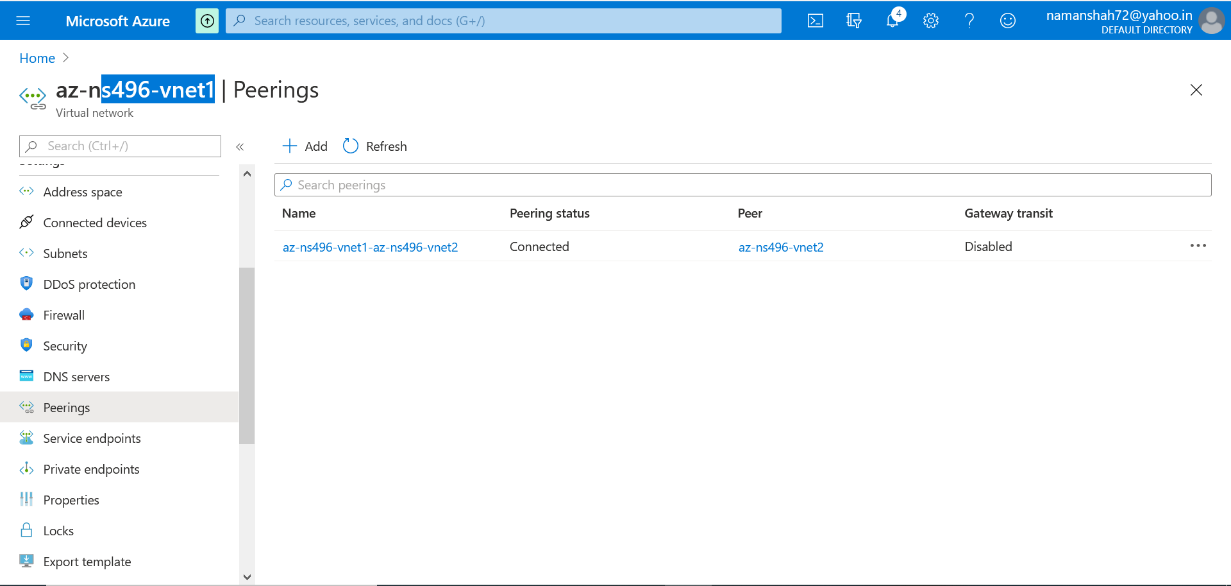 Microsoft Azure
Search resources, services, and docs (G+/)
4
namanshah72@yahoo.in
DEFAULT DIRECTORY
Home >
az-ns496-vnet1 | Peerings
Virtual network
Search (Ctrl+/)
«
Add
Refresh
Settings
Address space
Connected devices
Subnets
DDoS protection
Firewall
Security
DNS servers
Peerings
Service endpoints
Private endpoints
Properties
Locks
Export template
Search peerings
Name Peering status Peer Gateway transit
az-ns496-vnet1-az-ns496-vnet2 Connected az-ns496-vnet2 Disabled